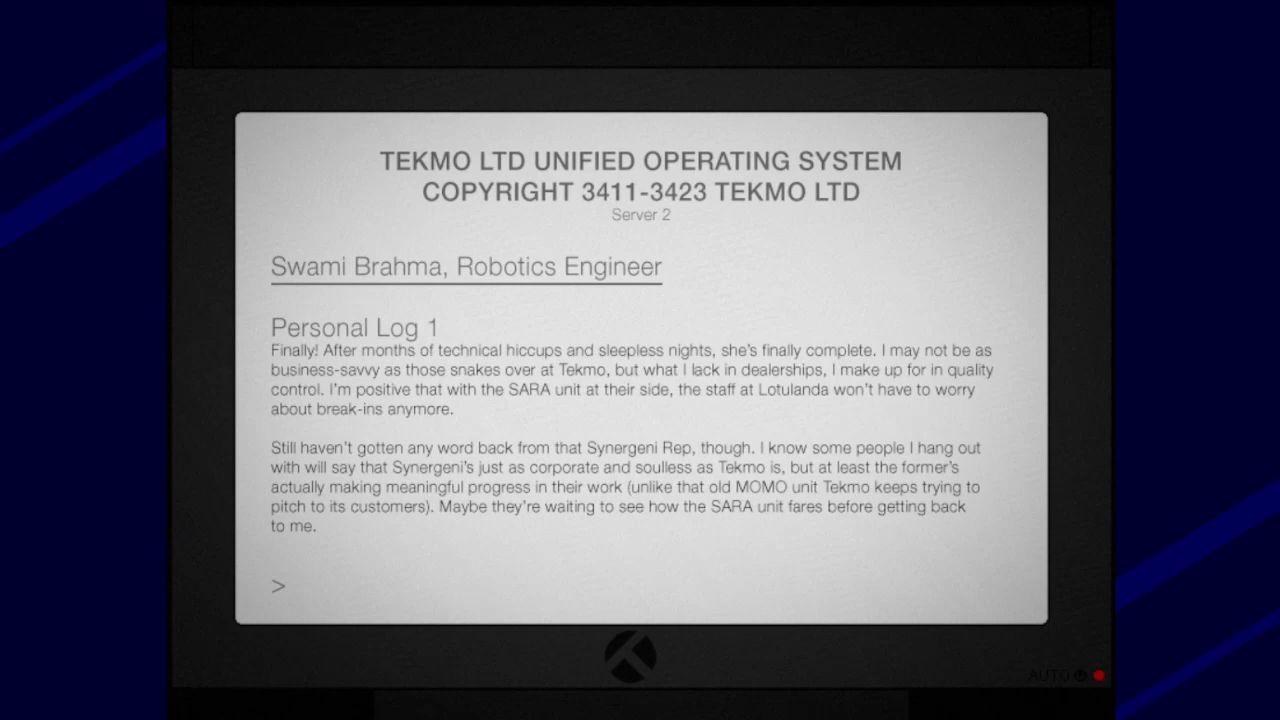 TEKMO LTD UNIFIED OPERATING SYSTEM
COPYRIGHT 3411-3423 TEKMO LTD
Server 2
Swami Brahma, Robotics Engineer
Personal Log 1
Finally! After months of technical hiccups and sleepless nights, she's finally complete. I may not be as
business-savvy as those snakes over at Tekmo, but what I lack in dealerships, I make up for in quality
control. I'm positive that with the SARA unit at their side, the staff at Lotulanda won't have to worry
about break-ins anymore.
Still haven't gotten any word back from that Synergeni Rep, though. I know some people I hang out
with will say that Synergeni's just as corporate and soulless as Tekmo is, but at least the former's
actually making meaningful progress in their work (unlike that old MOMO unit Tekmo keeps trying to
pitch to its customers). Maybe they're waiting to see how the SARA unit fares before getting back
to me.
>
AUTO